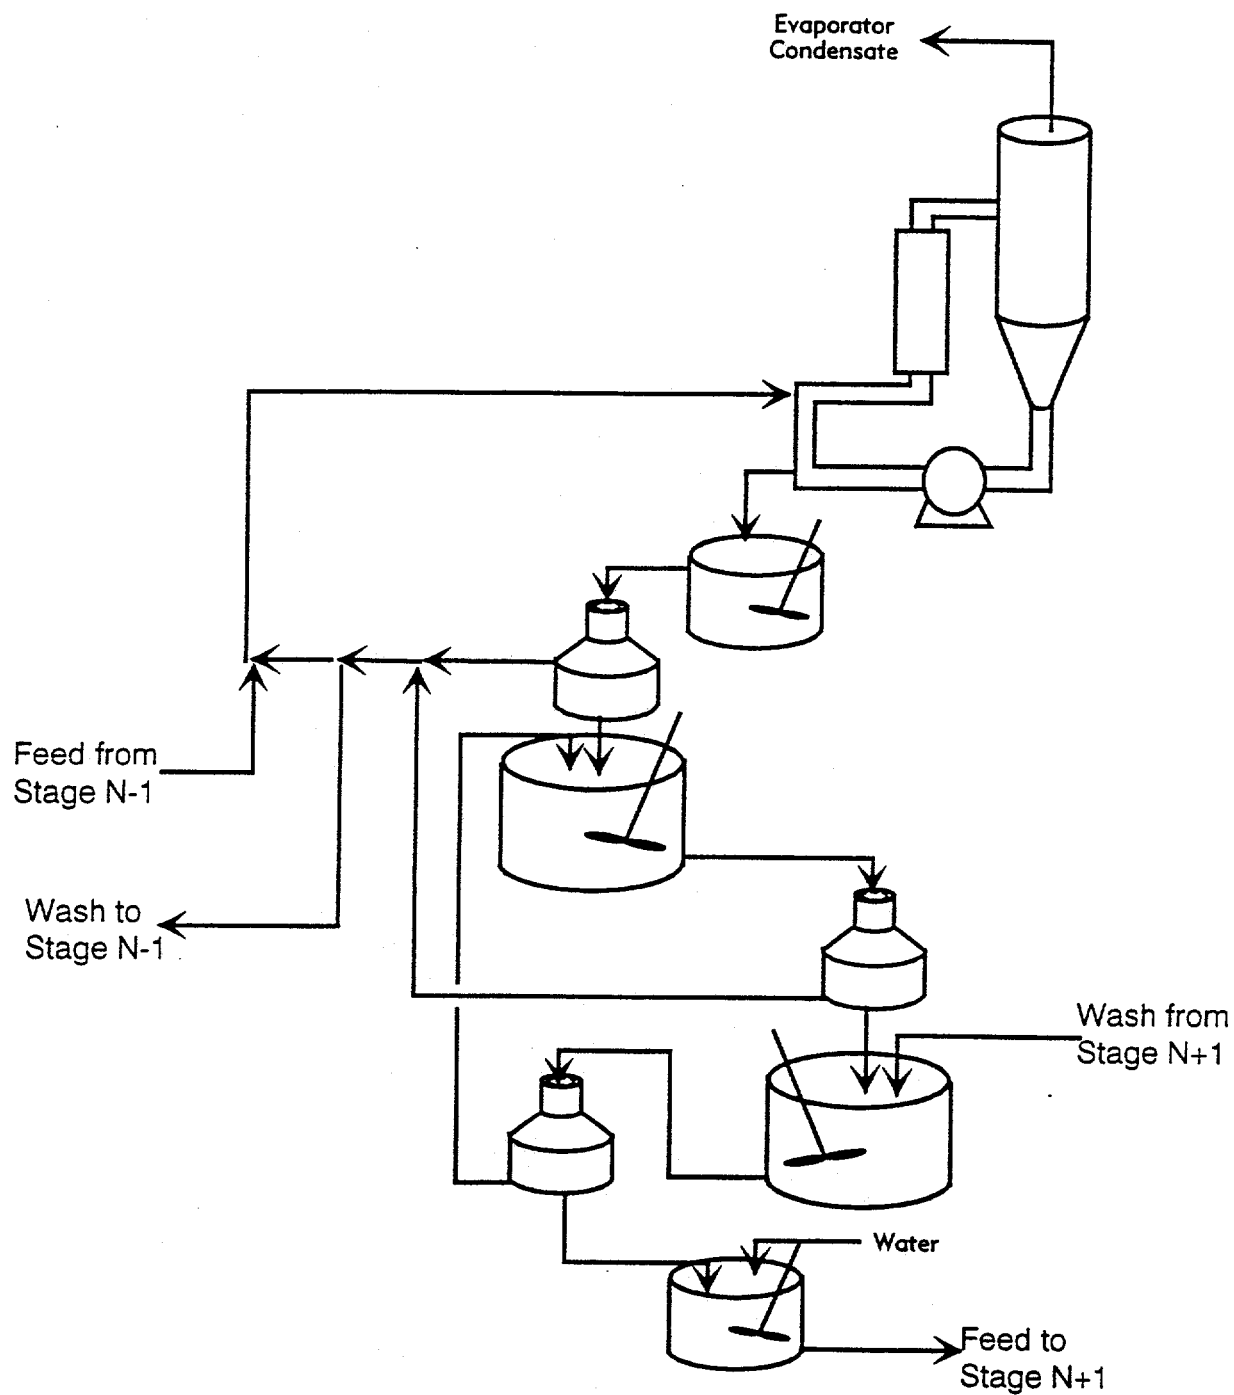 Evaporator
Condensate
Feed from
Stage N-1
Wash to
Stage N-1
Wash from
Stage N+1
Water
Feed to
Stage N+1